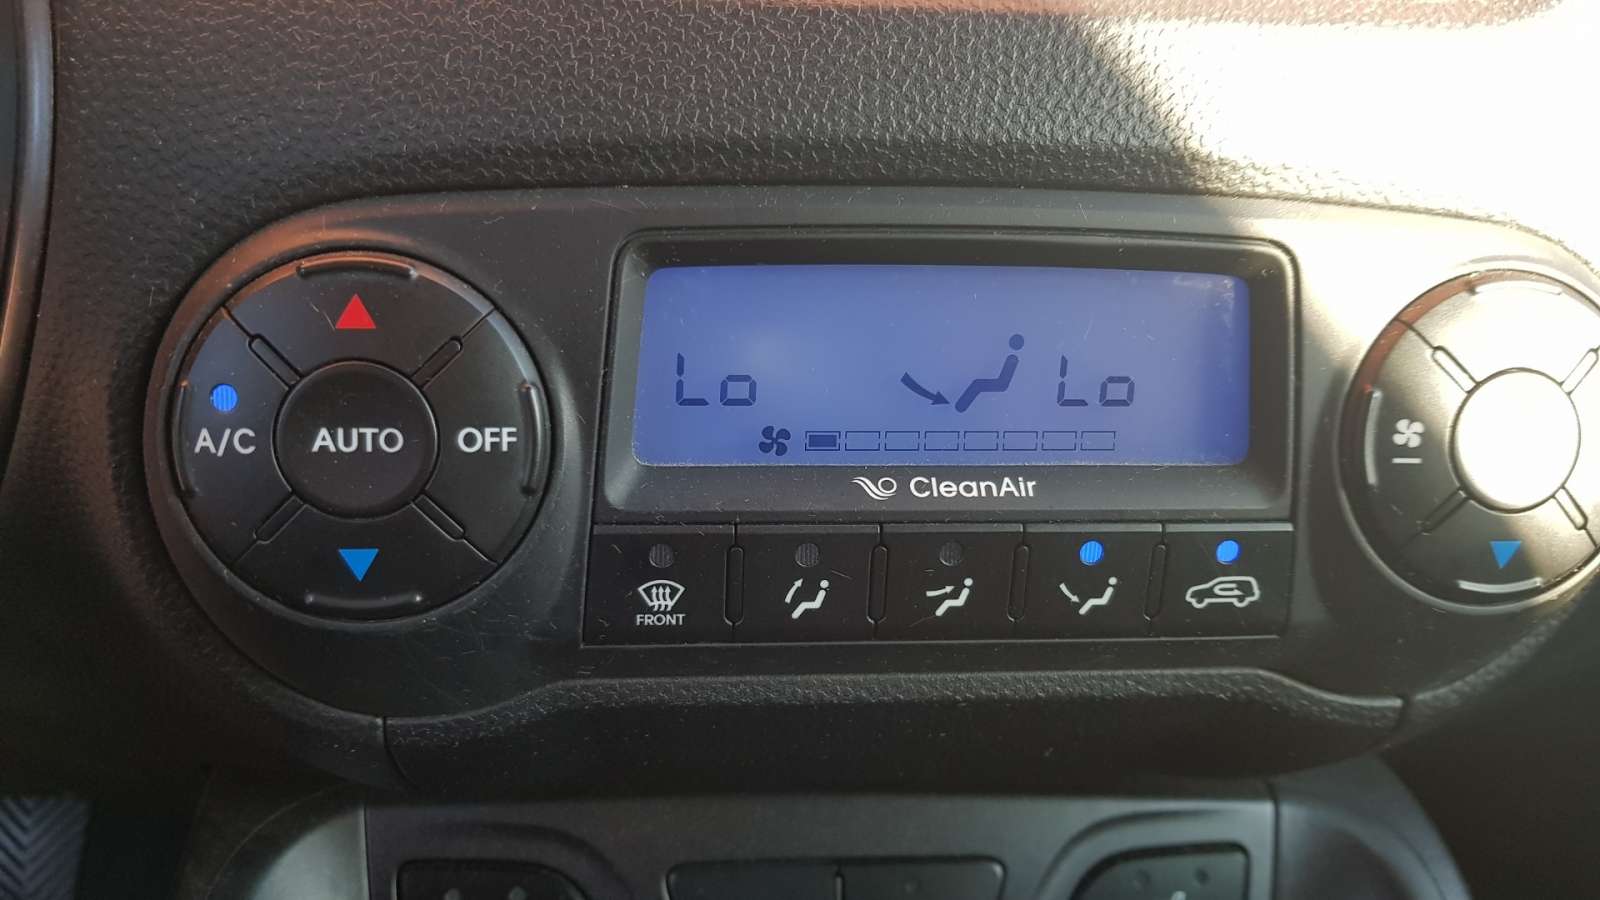 Lo Lo
CleanAir
A/C AUTO OFF
FRONT